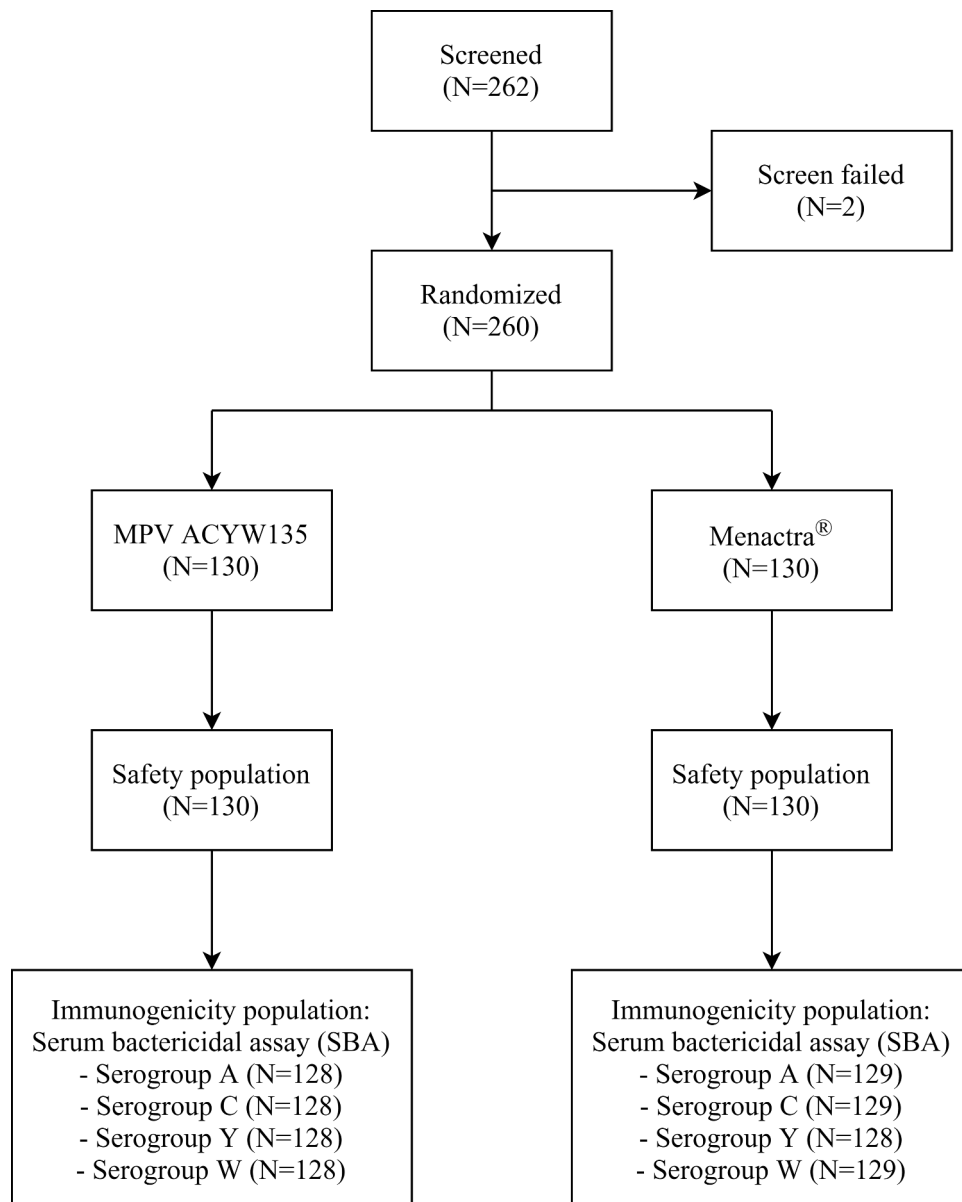 Screened
(N=262)
Screen failed
(N=2)
Randomized
(N=260)
MPV ACYW135
(N=130)
Menactra®
(N=130)
Safety population
(N=130)
Safety population
(N=130)
Immunogenicity population:
Serum bactericidal assay (SBA)
- Serogroup A (N=128)
- Serogroup C (N=128)
- Serogroup Y (N=128)
- Serogroup W (N=128)
Immunogenicity population:
Serum bactericidal assay (SBA)
- Serogroup A (N=129)
- Serogroup C (N=129)
- Serogroup Y (N=128)
- Serogroup W (N=129)